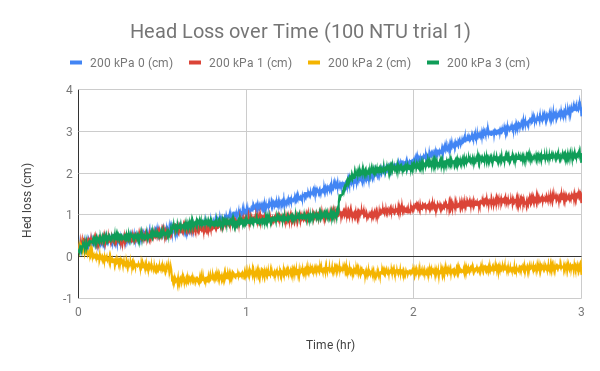 Head Loss over Time (100 NTU trial 1)
200 kPa 0 (cm) 200 kPa 1 (cm) 200 kPa 2 (cm) 200 kPa 3 (cm)
Hed loss (cm)
4
3
2
1
0
-1
0 1 2 3
Time (hr)